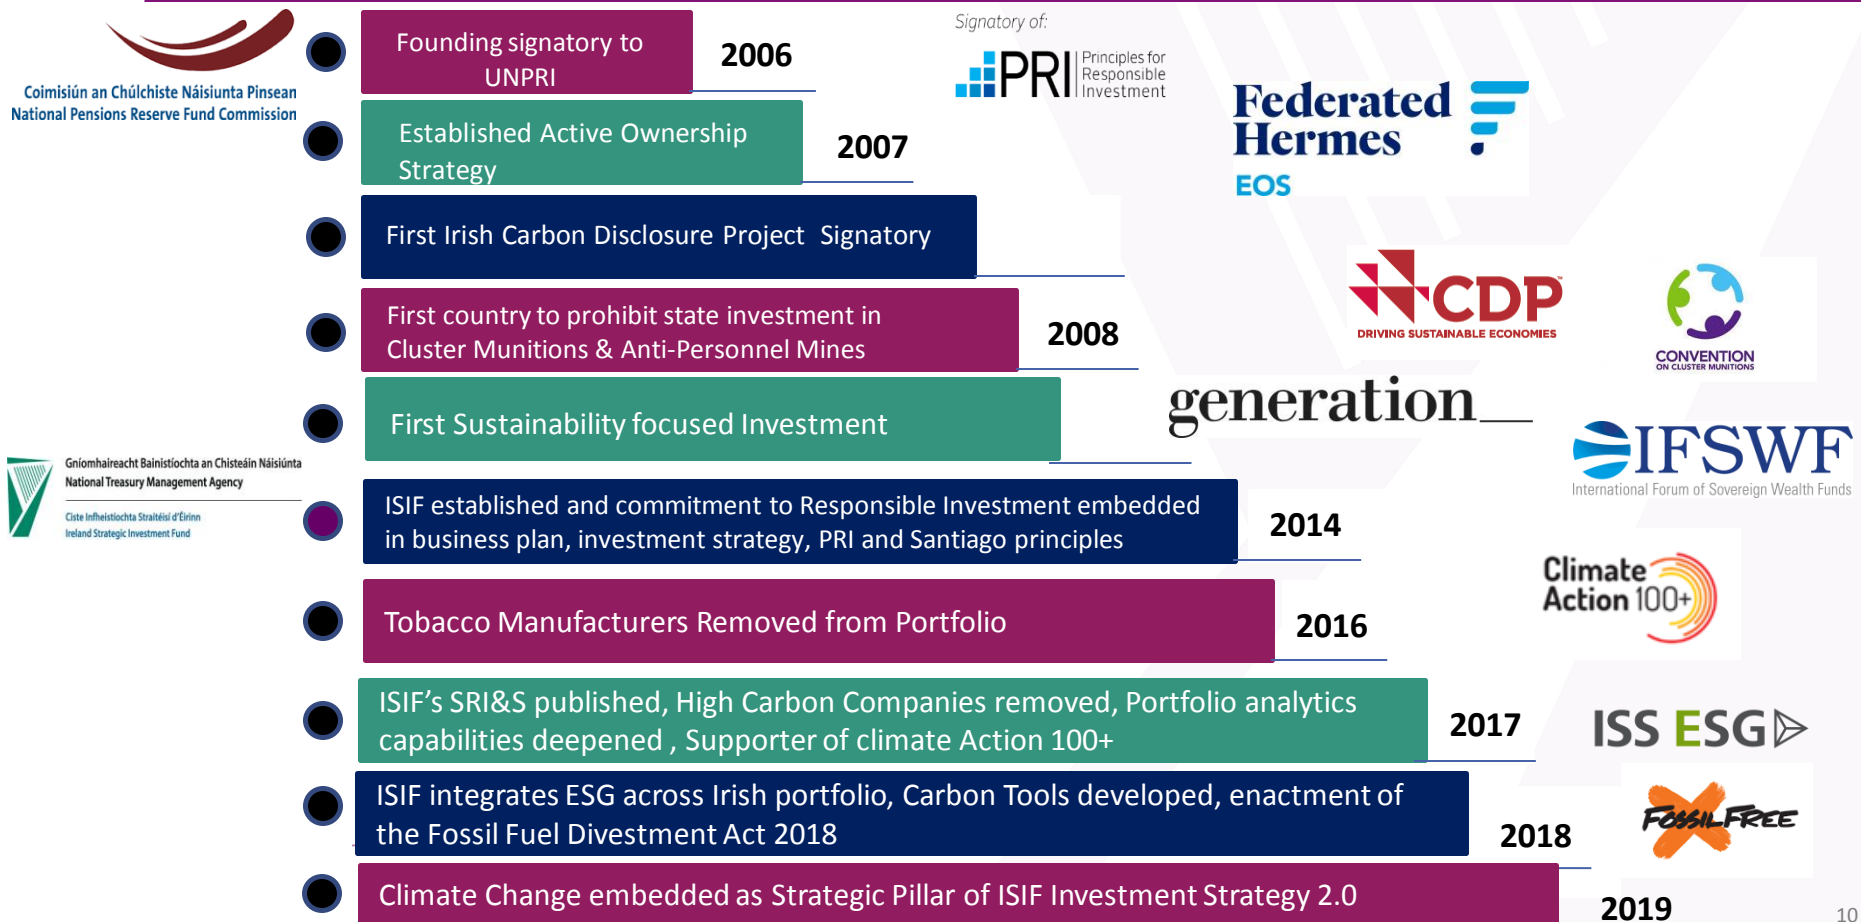 Coimisiún an Chúlchiste Náisiunta Pinsean
National Pensions Reserve Fund Commission
Founding signatory to
UNPRI
2006
Signatory of:
PRI
Principles for
Responsible
Investment
Established Active Ownership
Strategy
2007
Federated
Hermes
EOS
First Irish Carbon Disclosure Project Signatory
CDP
DRIVING SUSTAINABLE ECONOMIES
First country to prohibit state investment in
Cluster Munitions & Anti-Personnel Mines
2008
CONVENTION
ON CLUSTER MUNITIONS
First Sustainability focused Investment
generation
IFSWF
International Forum of Sovereign Wealth Funds
Gníomhaireacht Bainistíochta an Chisteáin Náisiúnta
National Treasury Management Agency
Ciste Infheistíochta Straitéisí d'Éirinn
Ireland Strategic Investment Fund
ISIF established and commitment to Responsible Investment embedded
in business plan, investment strategy, PRI and Santiago principles
2014
Climate
Action 100+
Tobacco Manufacturers Removed from Portfolio
2016
ISIF’s SRI&S published, High Carbon Companies removed, Portfolio analytics
capabilities deepened , Supporter of climate Action 100+
2017
ISS ESG
ISIF integrates ESG across Irish portfolio, Carbon Tools developed, enactment of
the Fossil Fuel Divestment Act 2018
2018
FOSSIL FREE
Climate Change embedded as Strategic Pillar of ISIF Investment Strategy 2.0
2019
10